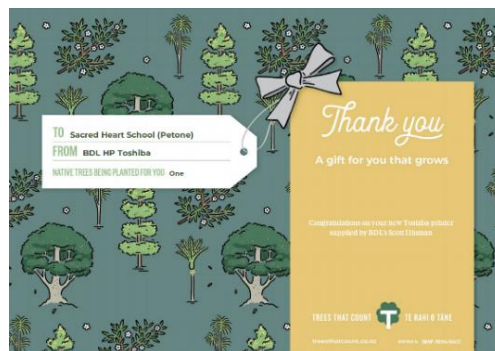 TO Sacred Heart School (Petone)
FROM BDL HP Toshiba
NATIVE TREES BEING PLANTED FOR YOU One
Thank you
A gift for you that grows
Congratulations on your new Toshiba printer
supplied by BDL's Scott
TREES THAT COUNT T TE RAHI O TĀNE
treesthatcount.co.nz